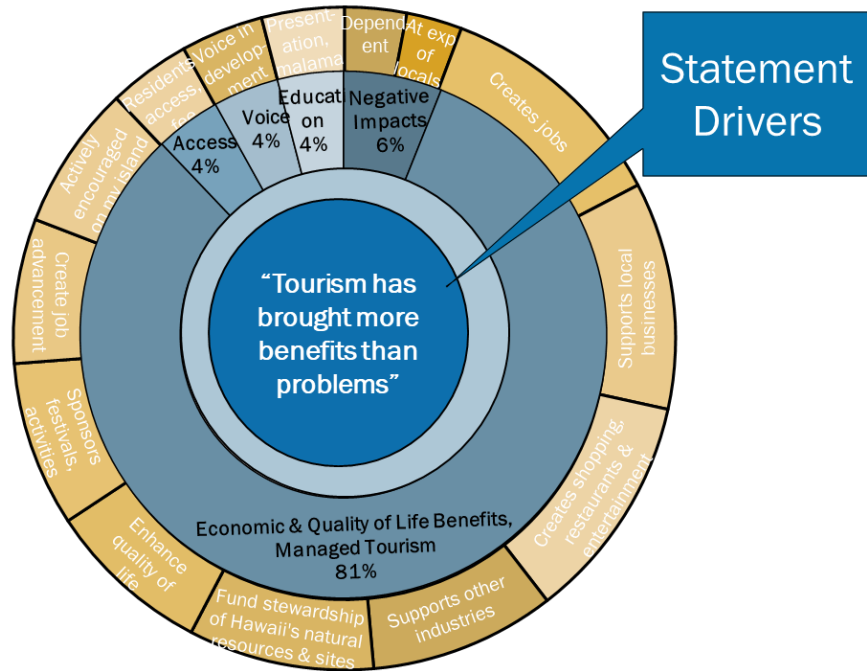 Statement
Drivers
“Tourism has
brought more
benefits than
problems”
Negative
Impacts
6%
Economic & Quality of Life Benefits,
Managed Tourism
81%
Access
4%
Voice
4%
Educati
on
4%
Depend
ent
At exp
of
locals
Creates jobs
Supports local
businesses
Creates shopping,
restaurants &
entertainment
Supports other
industries
Fund stewardship
of Hawaii's natural
resources & sites
Enhance
quality of
life
Sponsors
festivals,
activities
Create job
advancement
Actively
encouraged
on my island
Residents
access,
fee
Voice in
develop-
ment
Present-
ation,
malama